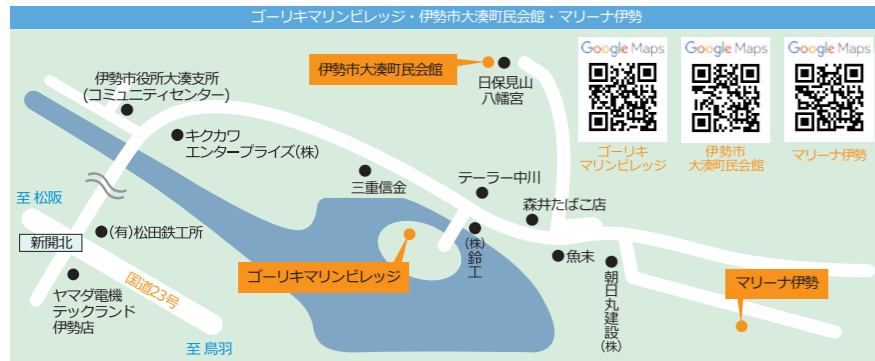 ゴーリキマリンビレッジ・伊勢市大湊町民会館・マリーナ伊勢
Google Maps
Google Maps
Google Maps
ゴーリキ
マリンビレッジ
伊勢市
大湊町民会館
マリーナ伊勢
伊勢市大湊町民会館
日保見山
八幡宮
伊勢市役所大湊支所
(コミュニティセンター)
キクカワ
エンタープライズ(株)
三重信金
テーラー中川
森井たばこ店
至 松阪
新開北
(有)松田鉄工所
(株)鈴工
魚末
ゴーリキマリンビレッジ
朝日丸建設(株)
マリーナ伊勢
国道23号
ヤマダ電機
テックランド
伊勢店
至 鳥羽